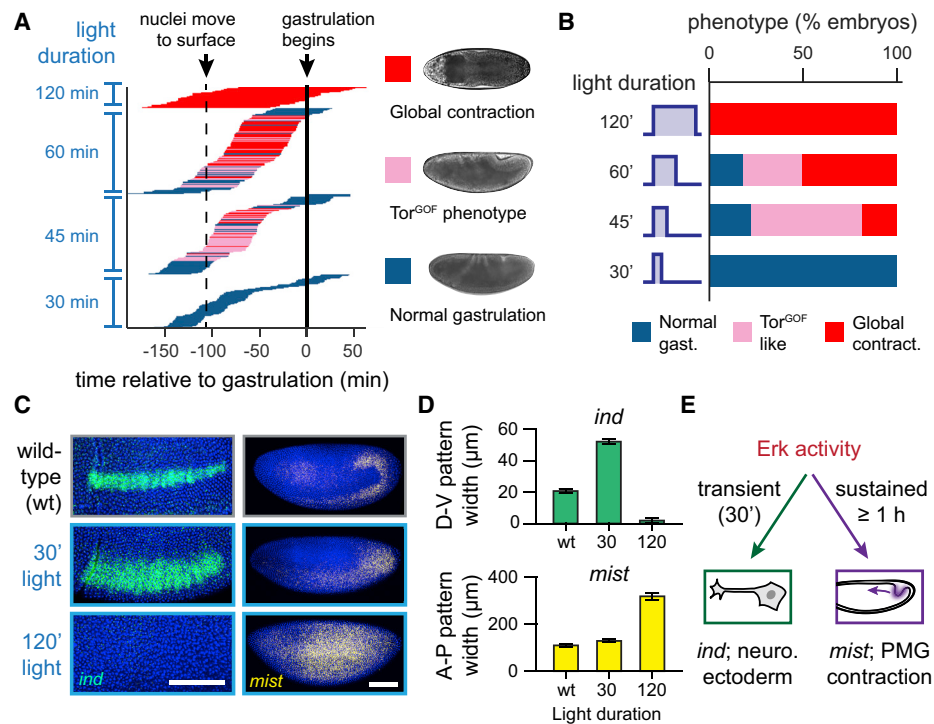 A
light
duration
nuclei move
to surface
gastrulation
begins
120 min
60 min
45 min
30 min
-150
-100
-50
0
50
time relative to gastrulation (min)
Global contraction
TorGOF phenotype
Normal gastrulation
B
phenotype (% embryos)
0
50
100
light duration
120'
60'
45'
30'
Normal
gast.
TorGOF
like
Global
contract.
C
wild-
type
(wt)
30'
light
120'
light
ind
mist
D
ind
D-V pattern
width (µm)
60
40
20
0
wt
30
120
mist
A-P pattern
width (µm)
400
200
0
wt
30
120
Light duration
E
Erk activity
transient
(30')
sustained
≥ 1 h
ind; neuro.
ectoderm
mist; PMG
contraction